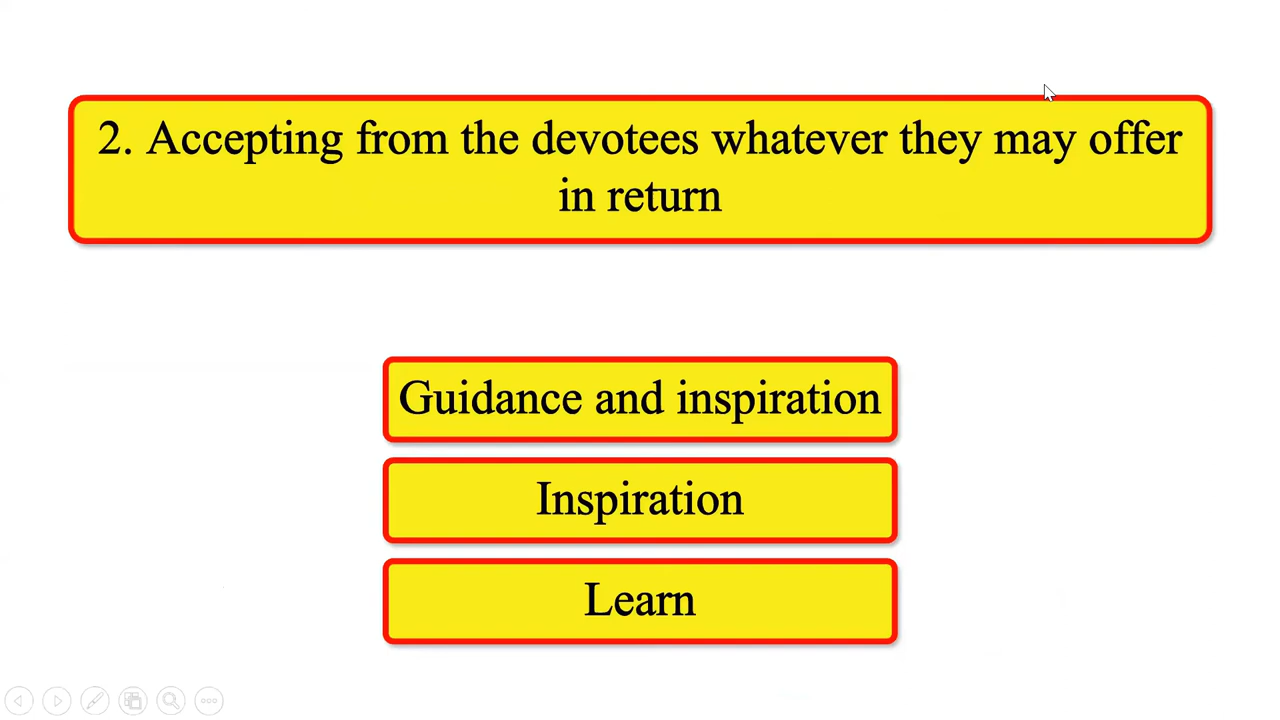 2. Accepting from the devotees whatever they may offer
in return
Guidance and inspiration
Inspiration
Learn